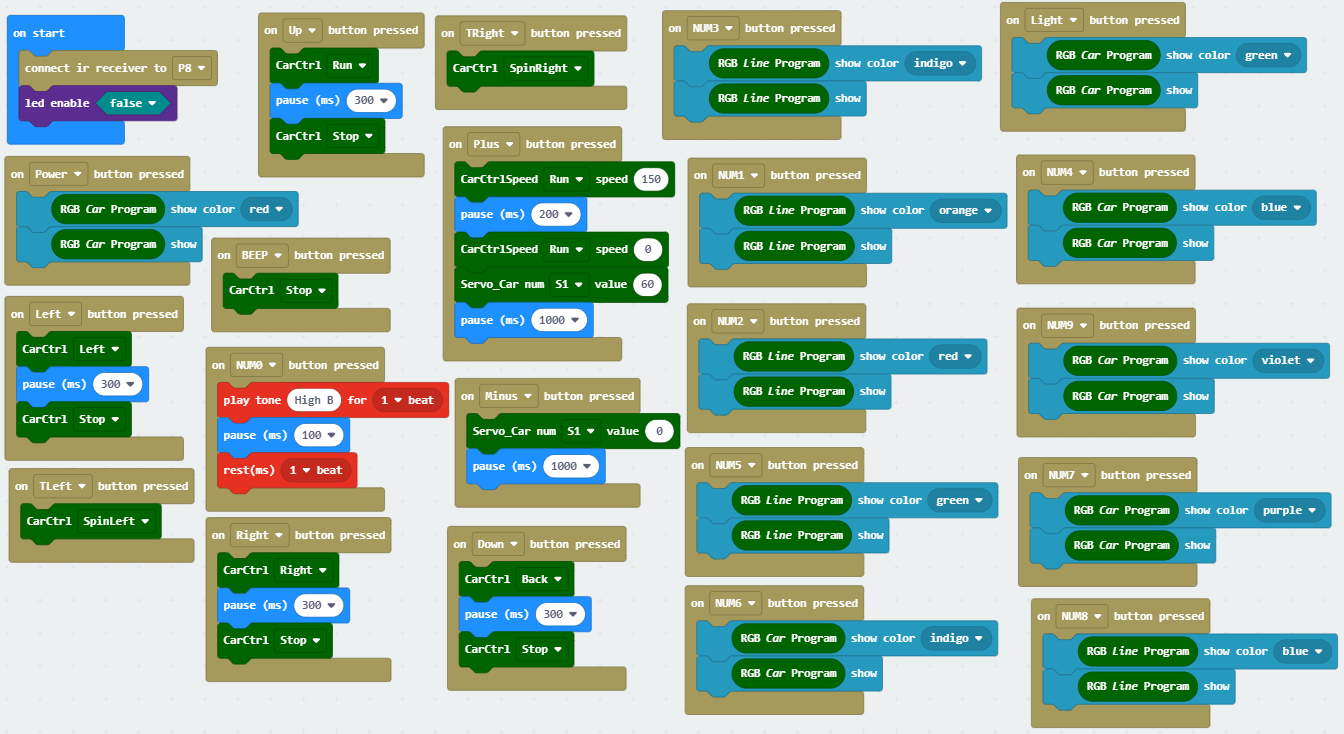 on start
connect ir receiver to P8
led enable false
on Power button pressed
RGB Car Program show color red
RGB Car Program show
on Left button pressed
CarCtrl Left
pause (ms) 300
CarCtrl Stop
on TLeft button pressed
CarCtrl SpinLeft
on Up button pressed
CarCtrl Run
pause (ms) 300
CarCtrl Stop
on BEEP button pressed
CarCtrl Stop
on NUM0 button pressed
play tone High B for 1 beat
pause (ms) 100
rest(ms) 1 beat
on Right button pressed
CarCtrl Right
pause (ms) 300
CarCtrl Stop
on TRight button pressed
CarCtrl SpinRight
on Plus button pressed
CarCtrlSpeed Run speed 150
pause (ms) 200
CarCtrlSpeed Run speed 0
Servo_Car num S1 value 60
pause (ms) 1000
on Minus button pressed
Servo_Car num S1 value 0
pause (ms) 1000
on Down button pressed
CarCtrl Back
pause (ms) 300
CarCtrl Stop
on NUM3 button pressed
RGB Line Program show color indigo
RGB Line Program show
on NUM1 button pressed
RGB Line Program show color orange
RGB Line Program show
on NUM2 button pressed
RGB Line Program show color red
RGB Line Program show
on NUM5 button pressed
RGB Line Program show color green
RGB Line Program show
on NUM6 button pressed
RGB Car Program show color indigo
RGB Car Program show
on Light button pressed
RGB Car Program show color green
RGB Car Program show
on NUM4 button pressed
RGB Car Program show color blue
RGB Car Program show
on NUM9 button pressed
RGB Car Program show color violet
RGB Car Program show
on NUM7 button pressed
RGB Car Program show color purple
RGB Car Program show
on NUM8 button pressed
RGB Line Program show color blue
RGB Line Program show